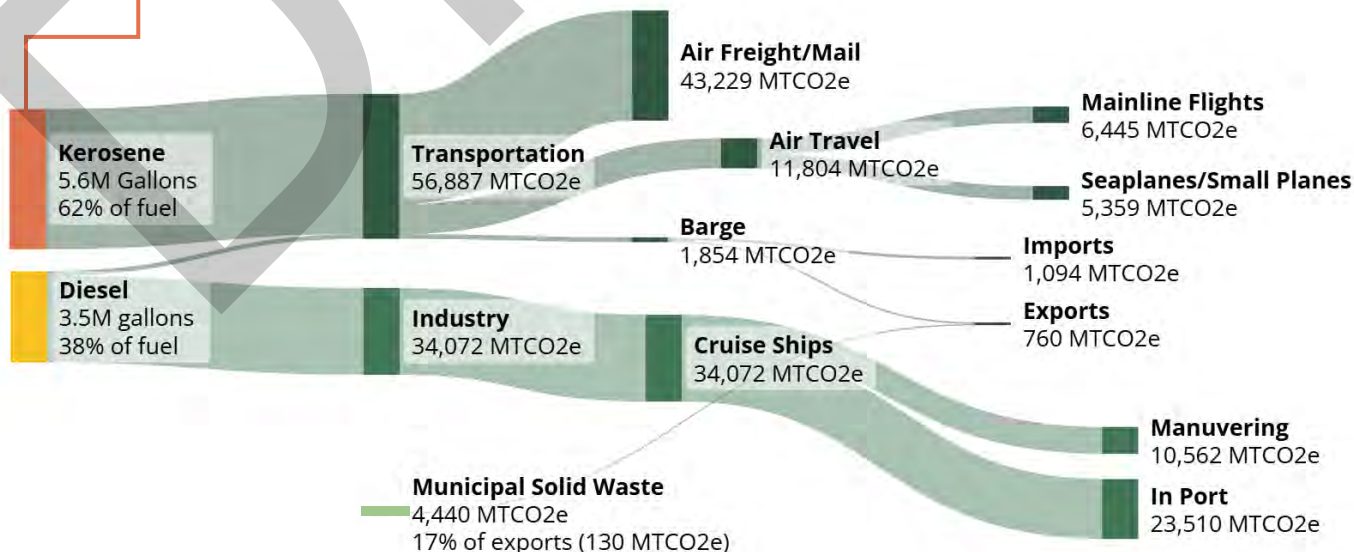 Air Freight/Mail
43,229 MTCO2e
Kerosene
5.6M Gallons
62% of fuel
Transportation
56,887 MTCO2e
Air Travel
11,804 MTCO2e
Mainline Flights
6,445 MTCO2e
Seaplanes/Small Planes
5,359 MTCO2e
Barge
1,854 MTCO2e
Imports
1,094 MTCO2e
Exports
760 MTCO2e
Diesel
3.5M gallons
38% of fuel
Industry
34,072 MTCO2e
Cruise Ships
34,072 MTCO2e
Manuvering
10,562 MTCO2e
In Port
23,510 MTCO2e
Municipal Solid Waste
4,440 MTCO2e
17% of exports (130 MTCO2e)